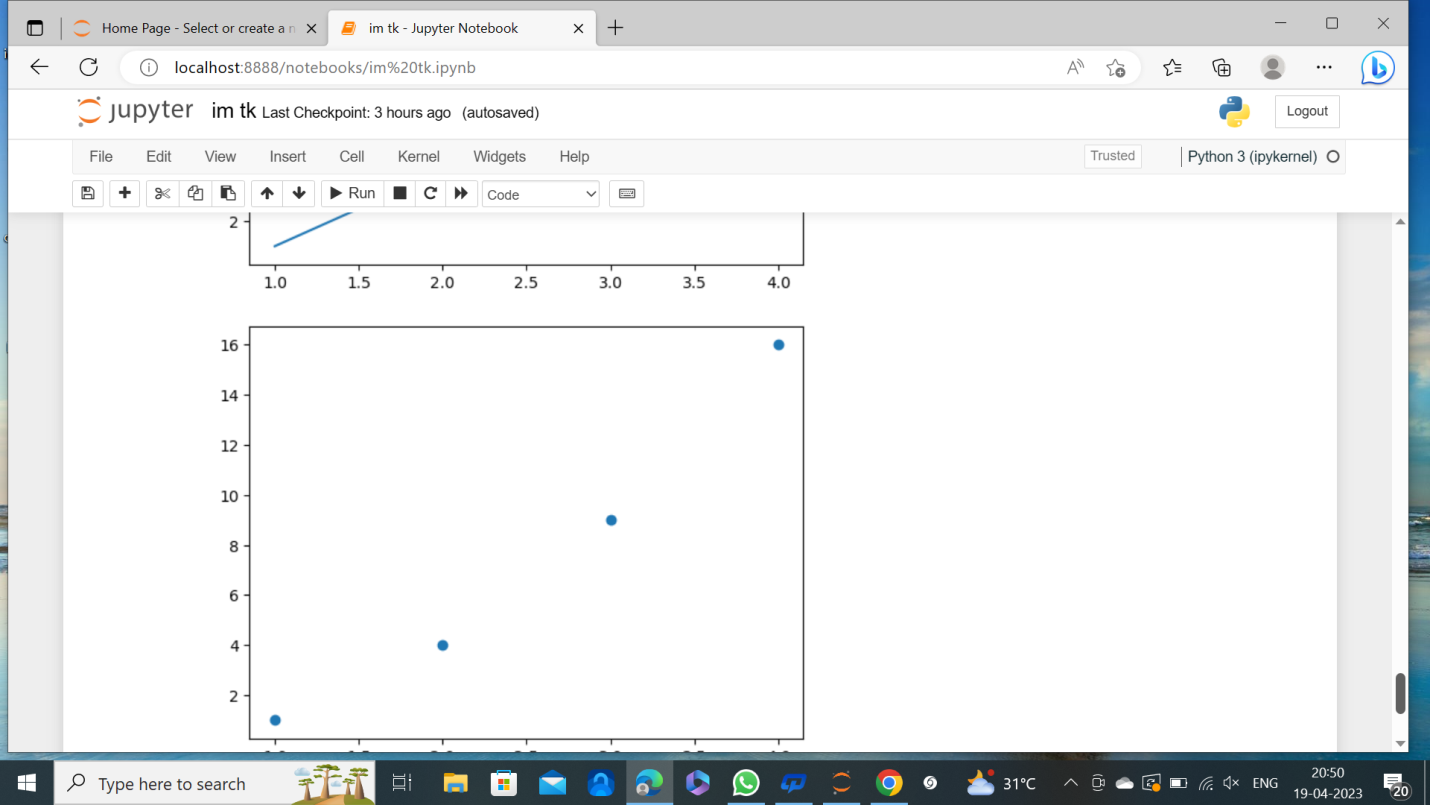 Home Page - Select or create a n
im tk - Jupyter Notebook
localhost:8888/notebooks/im%20tk.ipynb
jupyter im tk Last Checkpoint: 3 hours ago (autosaved)
Logout
File Edit View Insert Cell Kernel Widgets Help
Trusted
Python 3 (ipykernel)
Run
Code
2
1.0 1.5 2.0 2.5 3.0 3.5 4.0
16
14
12
10
8
6
4
2
Type here to search
31°C
ENG
20:50
19-04-2023
20